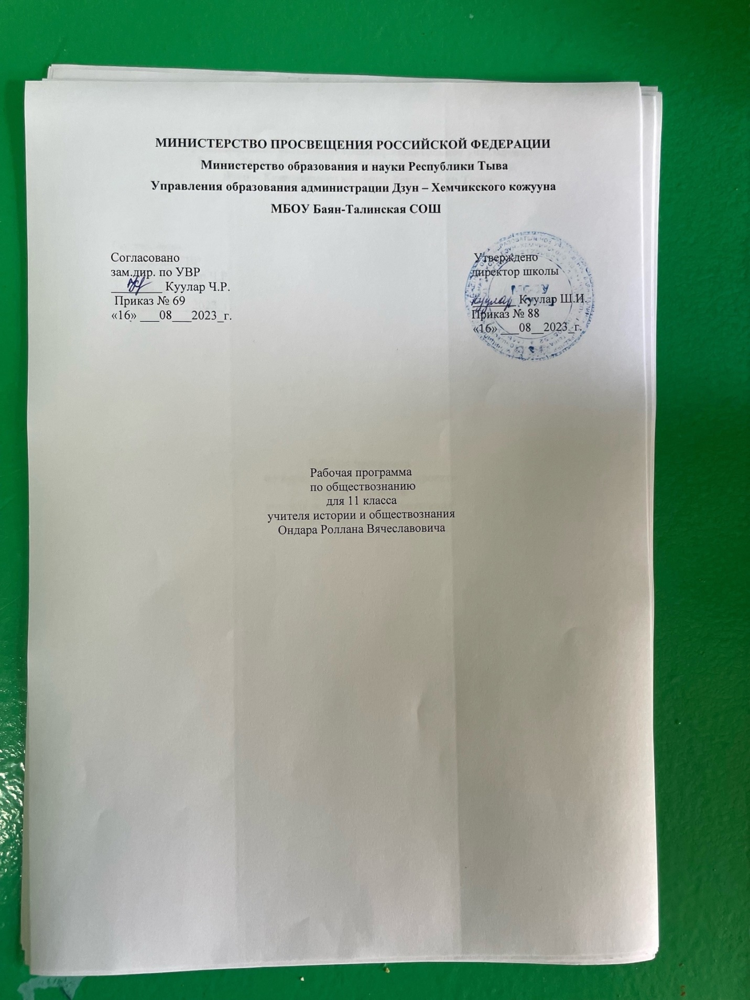 МИНИСТЕРСТВО ПРОСВЕЩЕНИЯ РОССИЙСКОЙ ФЕДЕРАЦИИ
Министерство образования и науки Республики Тыва
Управления образования администрации Дзун – Хемчикского кожууна
МБОУ Баян-Талинская СОШ
Согласовано
зам.дир. по УВР
________ Куулар Ч.Р.
Приказ № 69
«16» ___08___2023_г.
Утверждено
директор школы
Куулар Куулар Ш.И.
Приказ № 88
«16» ___08__2023_г.
Рабочая программа
по обществознанию
для 11 класса
учителя истории и обществознания
Ондара Роллана Вячеславовича